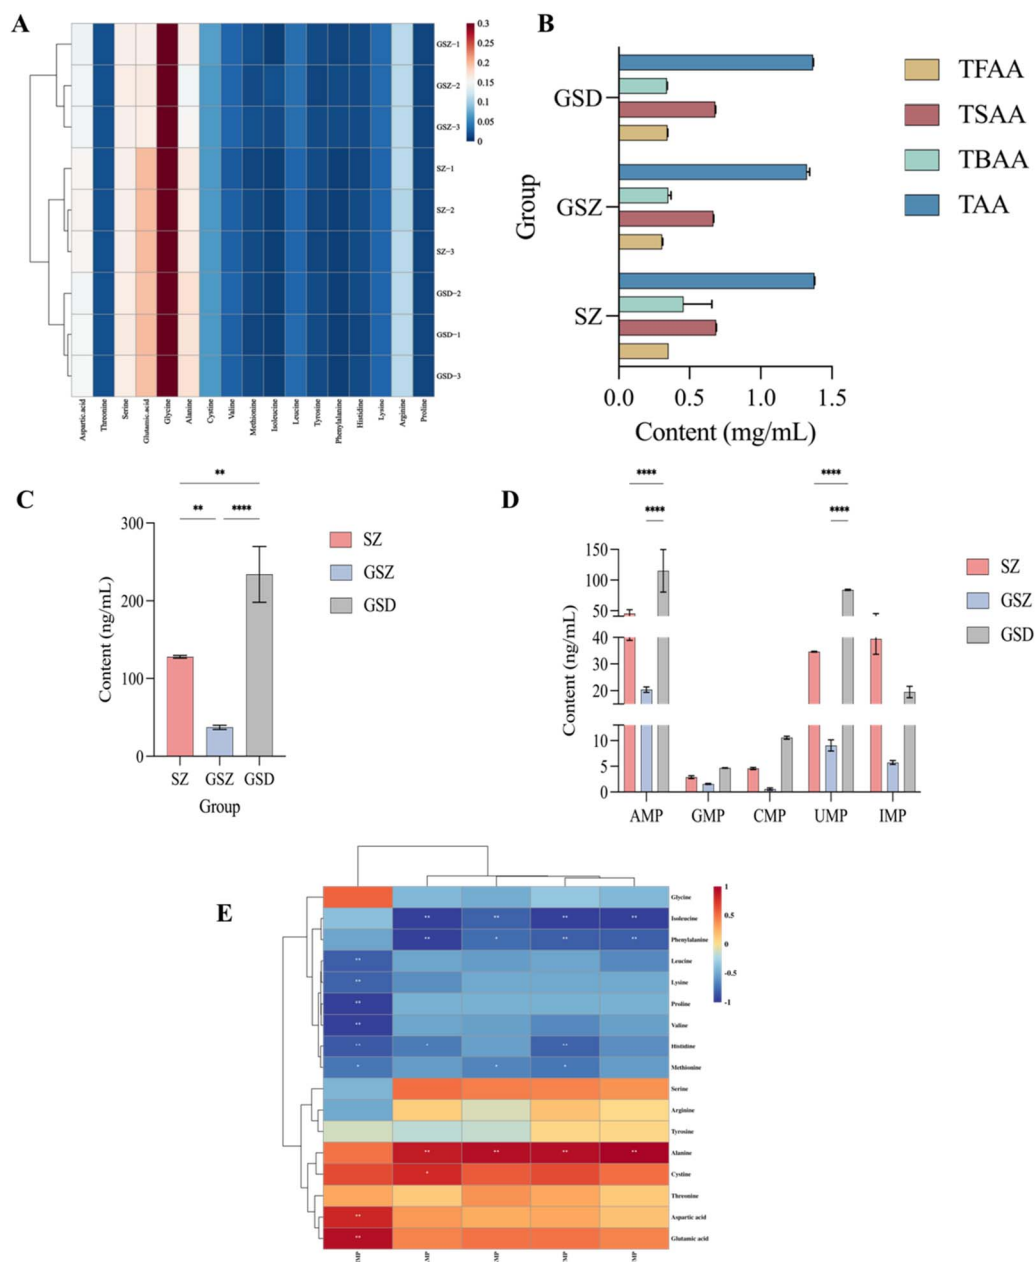 A
0.3
0.25
0.2
0.15
0.1
0.05
0
GSZ-1
GSZ-2
GSZ-3
SZ-1
SZ-2
SZ-3
GSD-2
GSD-1
GSD-3
Aspartic.acid
Threonine
Serine
Glutamic.acid
Glycine
Alanine
Cystine
Valine
Methionine
Isoleucine
Leucine
Tyrosine
Phenylalanine
Histidine
Lysine
Arginine
Proline
B
Group
GSD
GSZ
SZ
0.0 0.5 1.0 1.5
Content (mg/mL)
TFAA
TSAA
TBAA
TAA
C
**
** ****
Content (ng/mL)
300
200
100
0
SZ GSZ GSD
Group
SZ
GSZ
GSD
D
**** ****
**** ****
Content (ng/mL)
150
100
50
40
30
20
10
5
0
AMP GMP CMP UMP IMP
SZ
GSZ
GSD
E
1
0.5
0
-0.5
-1
Glycine
** ** ** ** Isoleucine
** * ** ** Phenylalanine
** Leucine
** Lysine
** Proline
** Valine
** * ** Histidine
* * * Methionine
Serine
Arginine
Tyrosine
** ** ** ** Alanine
* Cystine
Threonine
** Aspartic acid
** Glutamic acid